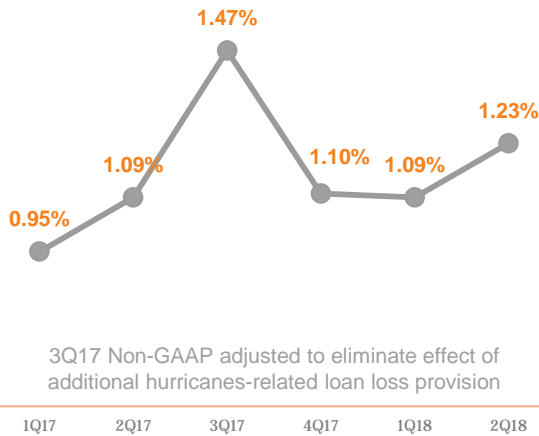 1.47%
1.23%
1.09%
1.10%
1.09%
0.95%
3Q17 Non-GAAP adjusted to eliminate effect of
additional hurricanes-related loan loss provision
1Q17 2Q17 3Q17 4Q17 1Q18 2Q18